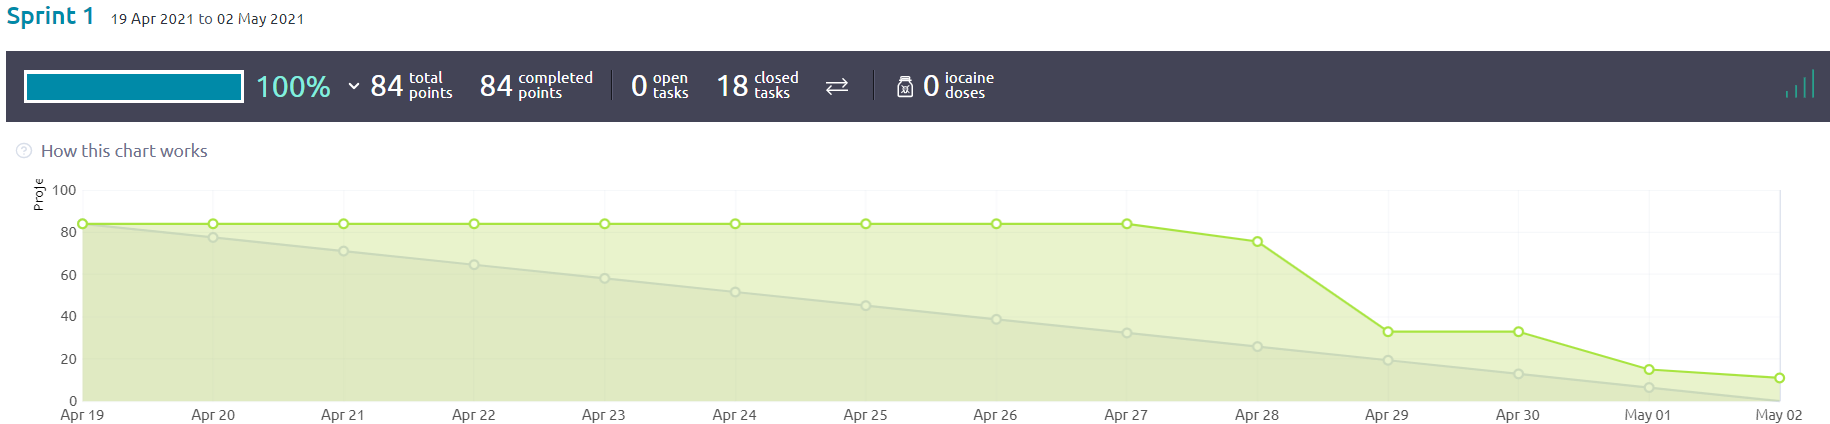 Sprint 1 19 Apr 2021 to 02 May 2021
100% 84 total points 84 completed points 0 open tasks 18 closed tasks 0 iocaine doses
How this chart works
Proje
100
80
60
40
20
0
Apr 19 Apr 20 Apr 21 Apr 22 Apr 23 Apr 24 Apr 25 Apr 26 Apr 27 Apr 28 Apr 29 Apr 30 May 01 May 02